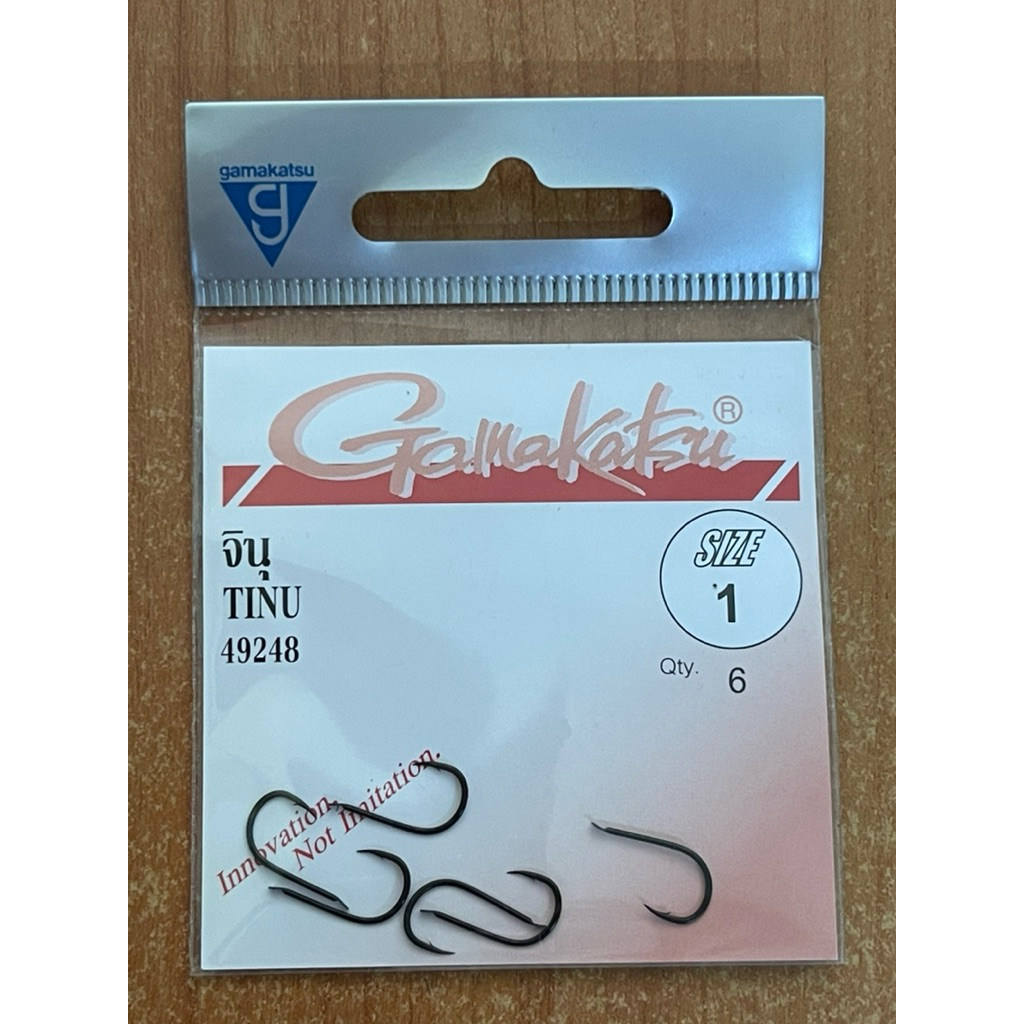 gamakatsu
g
Gamakatsu®
จินุ
TINU
49248
SIZE
1
Qty. 6
Innovation,
Not Imitation.